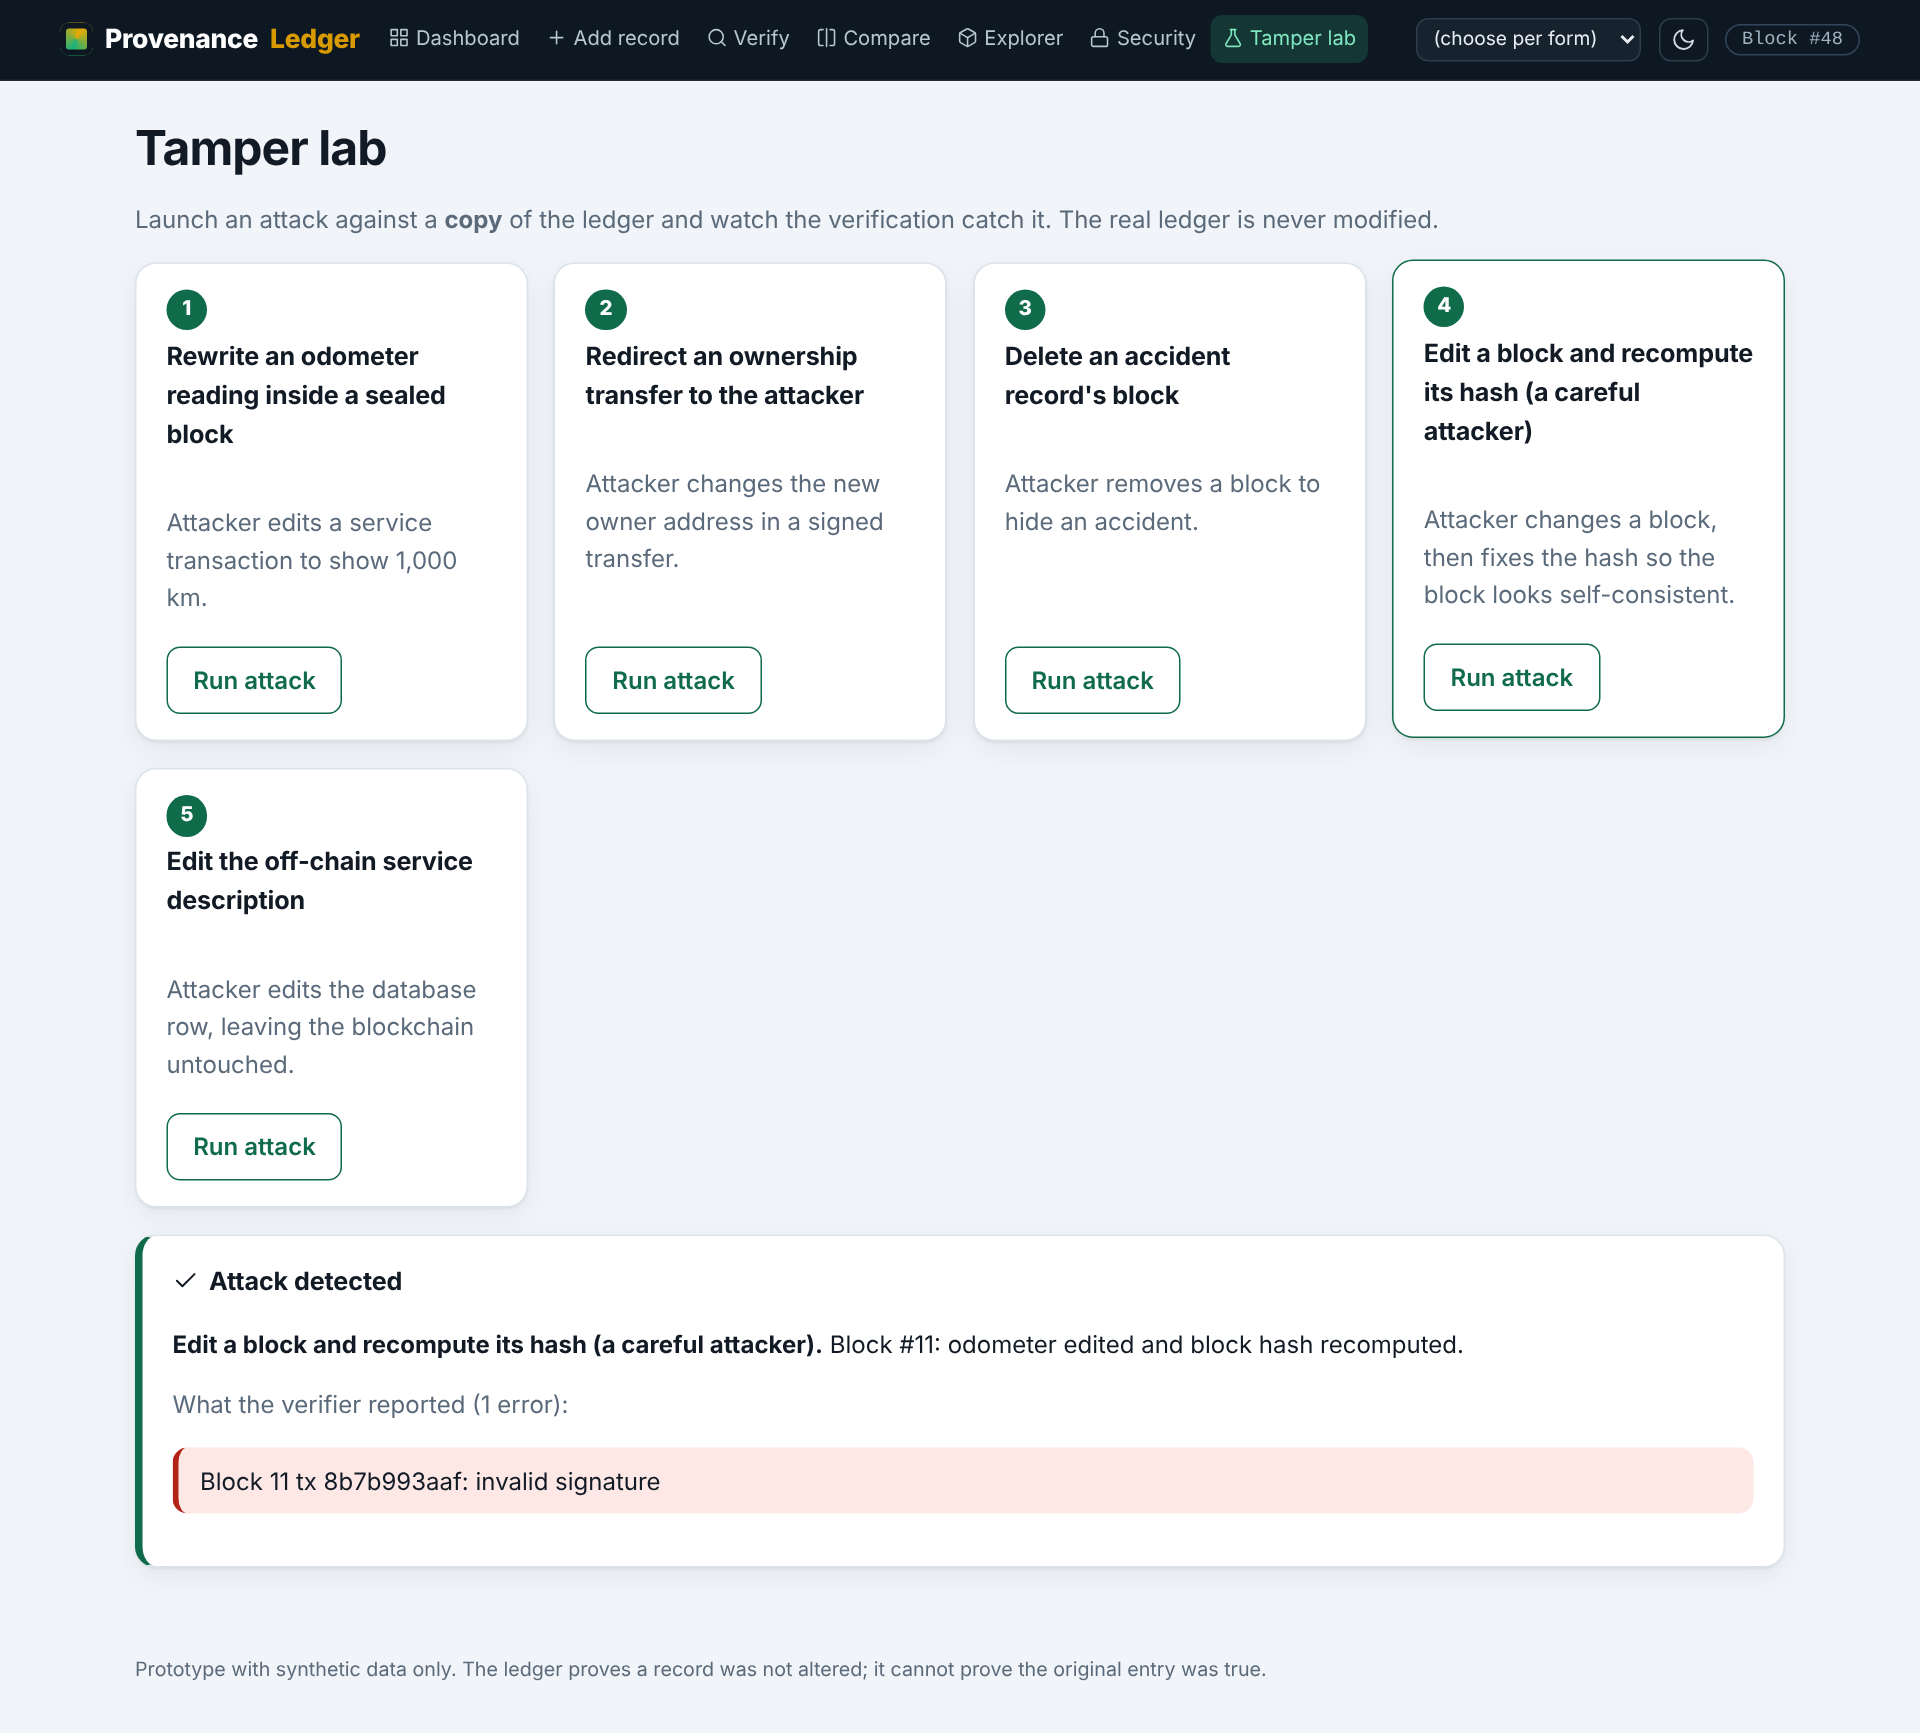 Provenance Ledger
Dashboard
Add record
Verify
Compare
Explorer
Security
Tamper lab
(choose per form)
Block #48
Tamper lab
Launch an attack against a copy of the ledger and watch the verification catch it. The real ledger is never modified.
1
Rewrite an odometer
reading inside a sealed
block
Attacker edits a service
transaction to show 1,000
km.
Run attack
2
Redirect an ownership
transfer to the attacker
Attacker changes the new
owner address in a signed
transfer.
Run attack
3
Delete an accident
record's block
Attacker removes a block to
hide an accident.
Run attack
4
Edit a block and recompute
its hash (a careful
attacker)
Attacker changes a block,
then fixes the hash so the
block looks self-consistent.
Run attack
5
Edit the off-chain service
description
Attacker edits the database
row, leaving the blockchain
untouched.
Run attack
Attack detected
Edit a block and recompute its hash (a careful attacker). Block #11: odometer edited and block hash recomputed.
What the verifier reported (1 error):
Block 11 tx 8b7b993aaf: invalid signature
Prototype with synthetic data only. The ledger proves a record was not altered; it cannot prove the original entry was true.